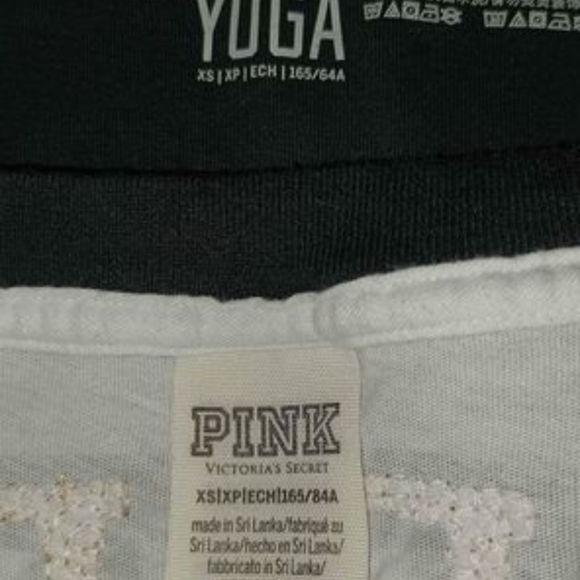 YOGA
XS | XP | ECH | 165/64A
PINK
VICTORIA'S SECRET
XS|XP|ECH|165/84A
made in Sri Lanka/fabriqué au
Sri Lanka/hecho en Sri Lanka/
fabbricato in Sri Lanka/